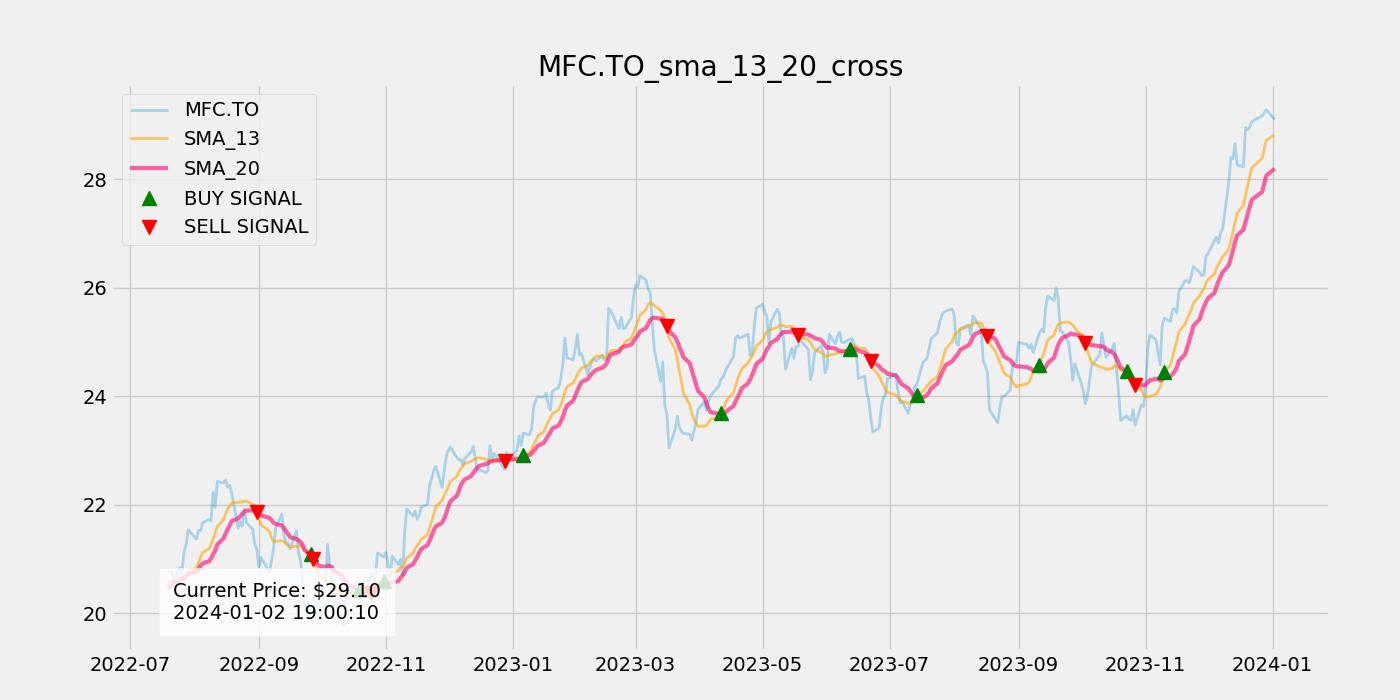 MFC.TO_sma_13_20_cross
MFC.TO
SMA_13
SMA_20
BUY SIGNAL
SELL SIGNAL
28
26
24
22
20
Current Price: $29.10
2024-01-02 19:00:10
2022-07 2022-09 2022-11 2023-01 2023-03 2023-05 2023-07 2023-09 2023-11 2024-01